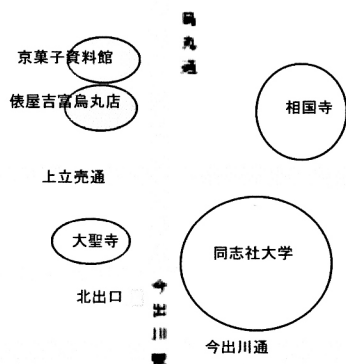 烏丸通
京菓子資料館
俵屋吉富烏丸店
相国寺
上立売通
大聖寺
同志社大学
北出口
今出川駅
今出川通